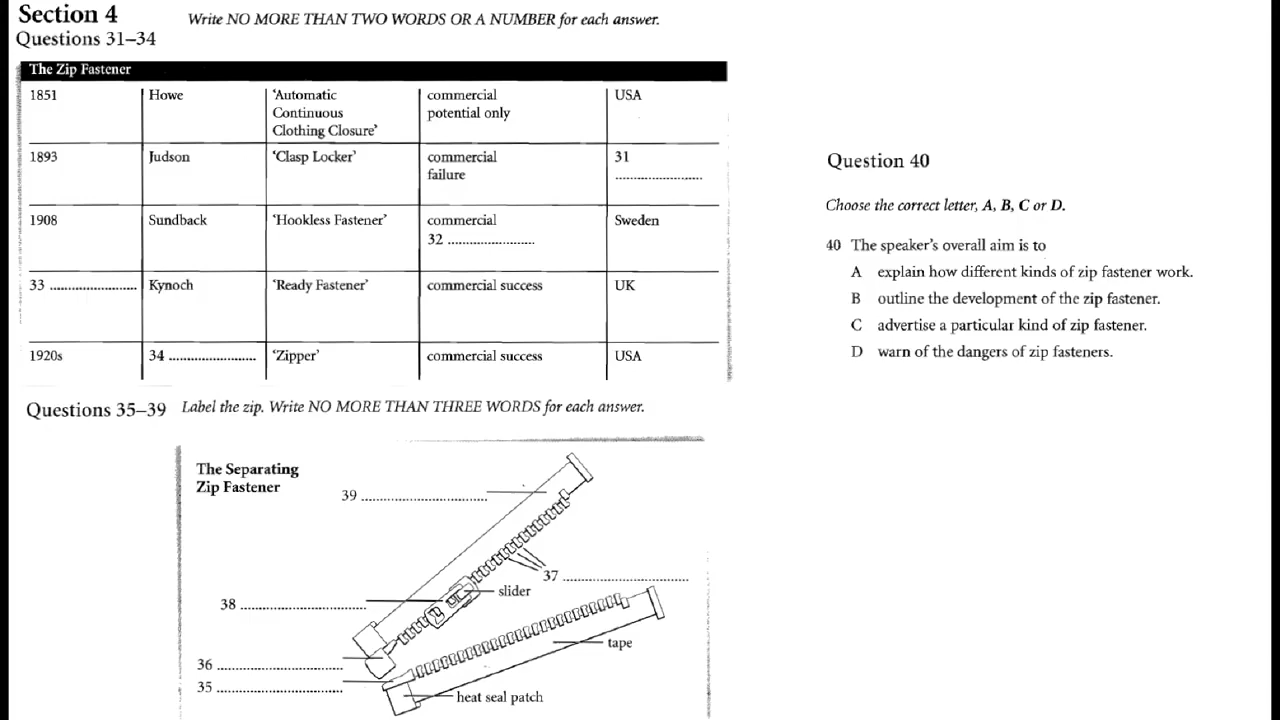 Section 4
Write NO MORE THAN TWO WORDS OR A NUMBER for each answer.
Questions 31–34
The Zip Fastener
1851 Howe ‘Automatic Continuous Clothing Closure’ commercial potential only USA
1893 Judson ‘Clasp Locker’ commercial failure 31 ........................
1908 Sundback ‘Hookless Fastener’ commercial 32 ........................ Sweden
33 ........................ Kynoch ‘Ready Fastener’ commercial success UK
1920s 34 ........................ ‘Zipper’ commercial success USA
Questions 35–39 Label the zip. Write NO MORE THAN THREE WORDS for each answer.
The Separating
Zip Fastener
39 ..................................
37 ..................................
slider
38 ..................................
tape
36 ..................................
35 ..................................
heat seal patch
Question 40
Choose the correct letter, A, B, C or D.
40 The speaker’s overall aim is to
A explain how different kinds of zip fastener work.
B outline the development of the zip fastener.
C advertise a particular kind of zip fastener.
D warn of the dangers of zip fasteners.